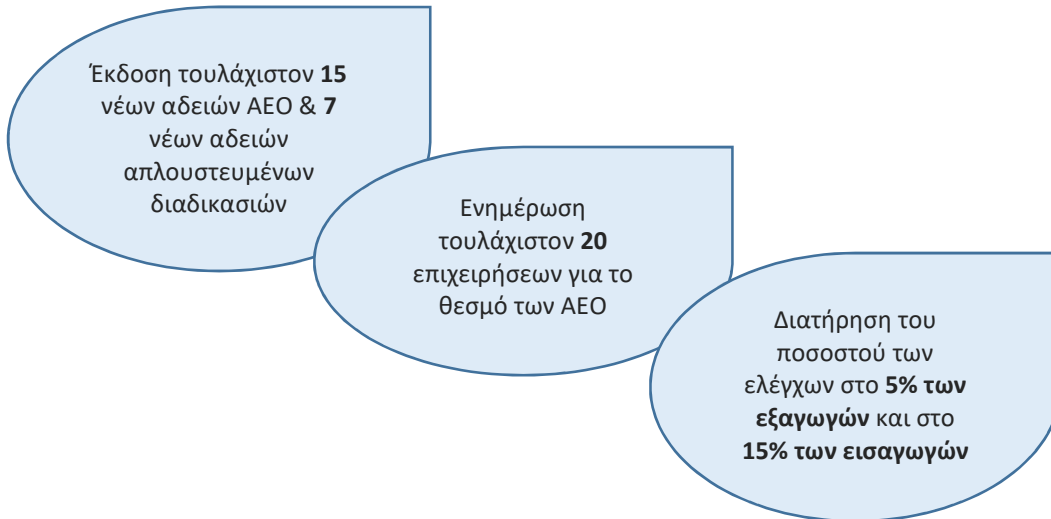 Έκδοση τουλάχιστον 15
νέων αδειών ΑΕΟ & 7
νέων αδειών
απλουστευμένων
διαδικασιών
Ενημέρωση
τουλάχιστον 20
επιχειρήσεων για το
θεσμό των ΑΕΟ
Διατήρηση του
ποσοστού των
ελέγχων στο 5% των
εξαγωγών και στο
15% των εισαγωγών